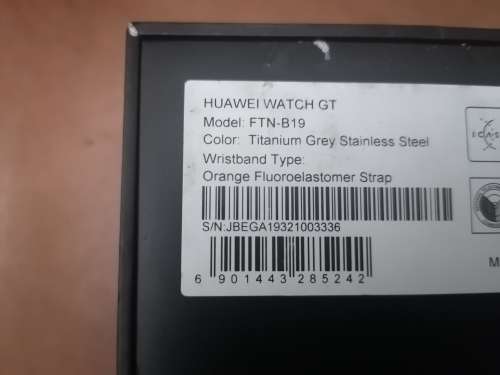 HUAWEI WATCH GT
Model: FTN-B19
Color: Titanium Grey Stainless Steel
Wristband Type:
Orange Fluoroelastomer Strap
S/N:JBEGA19321003336
6 901443 285242
ICAS
M